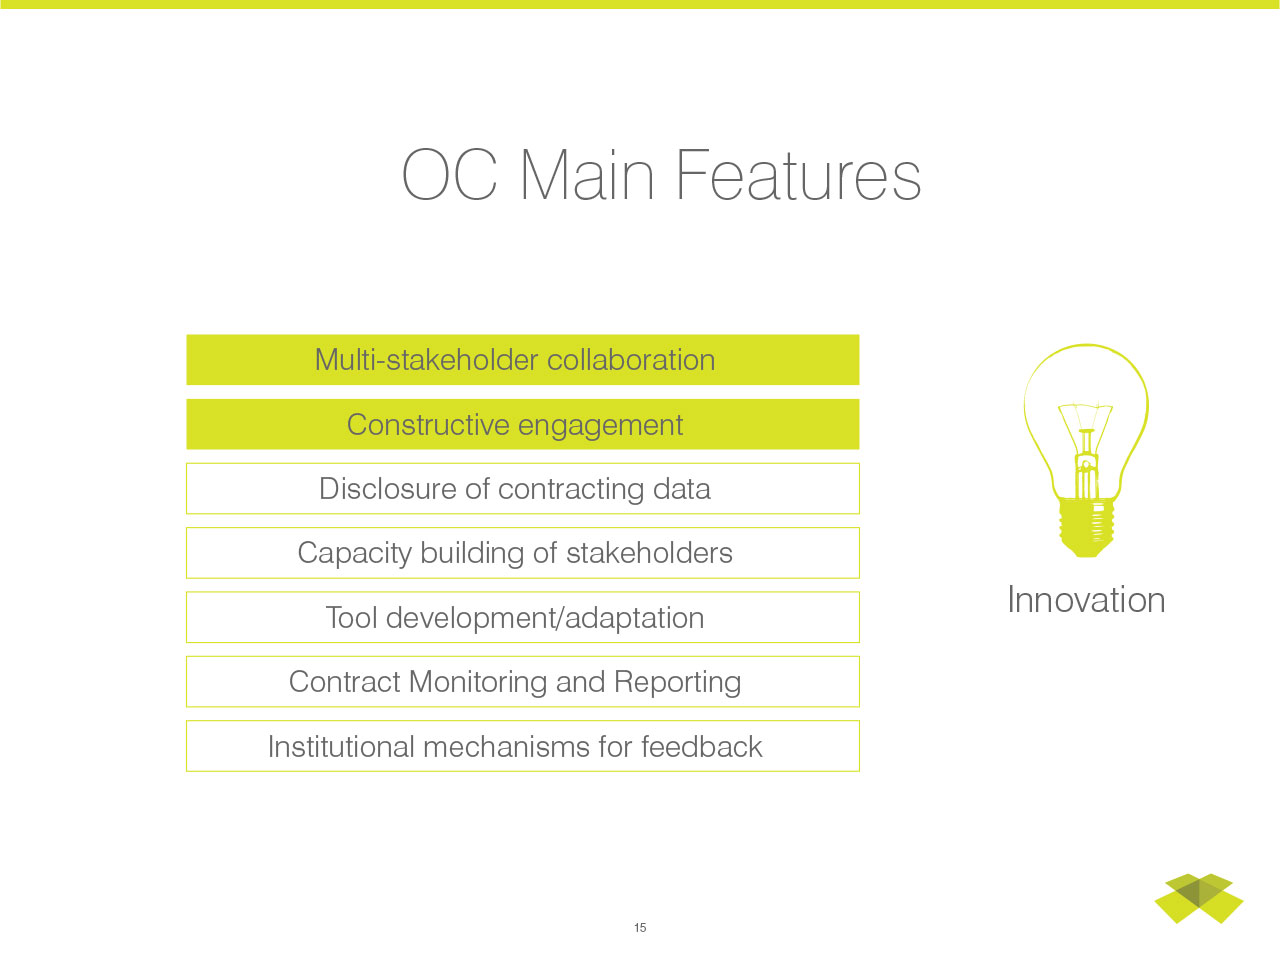 OC Main Features
Multi-stakeholder collaboration
Constructive engagement
Disclosure of contracting data
Capacity building of stakeholders
Tool development/adaptation
Contract Monitoring and Reporting
Institutional mechanisms for feedback
Innovation
15